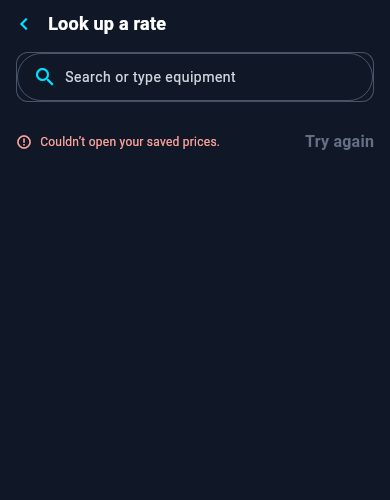 Look up a rate
Search or type equipment
Couldn't open your saved prices.
Try again